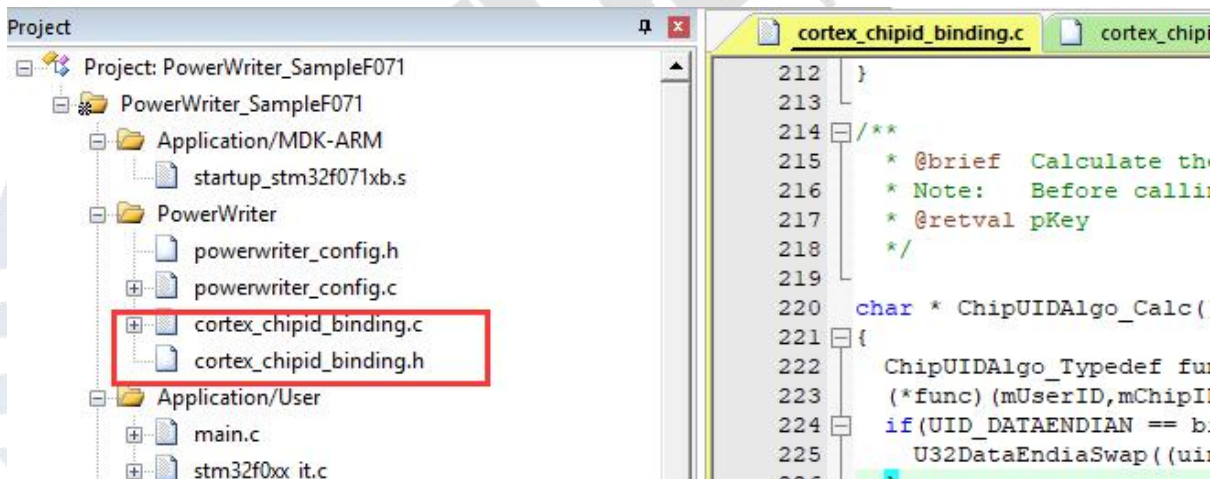 Project
Project: PowerWriter_SampleF071
PowerWriter_SampleF071
Application/MDK-ARM
startup_stm32f071xb.s
PowerWriter
powerwriter_config.h
powerwriter_config.c
cortex_chipid_binding.c
cortex_chipid_binding.h
Application/User
main.c
stm32f0xx_it.c
cortex_chipid_binding.c cortex_chipi
212 }
213
214 /**
215 * @brief Calculate the
216 * Note: Before callin
217 * @retval pKey
218 */
219
220 char * ChipUIDAlgo_Calc(
221 {
222 ChipUIDAlgo_Typedef fun
223 (*func)(mUserID,mChipI
224 if(UID_DATAENDIAN == bi
225 U32DataEndiaSwap((uin